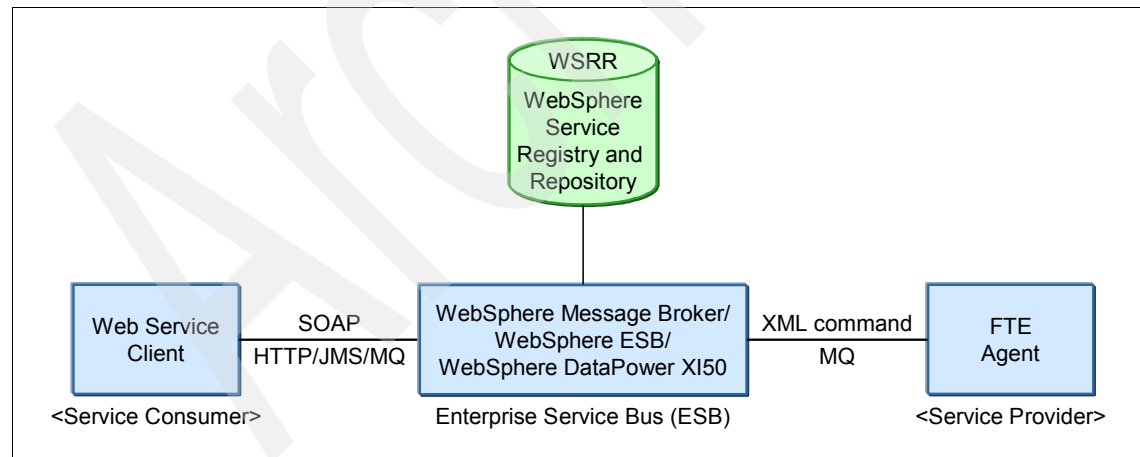 WSRR
WebSphere
Service
Registry and
Repository
Web Service
Client
<Service Consumer>
SOAP
HTTP/JMS/MQ
WebSphere Message Broker/
WebSphere ESB/
WebSphere DataPower XI50
Enterprise Service Bus (ESB)
XML command
MQ
FTE
Agent
<Service Provider>